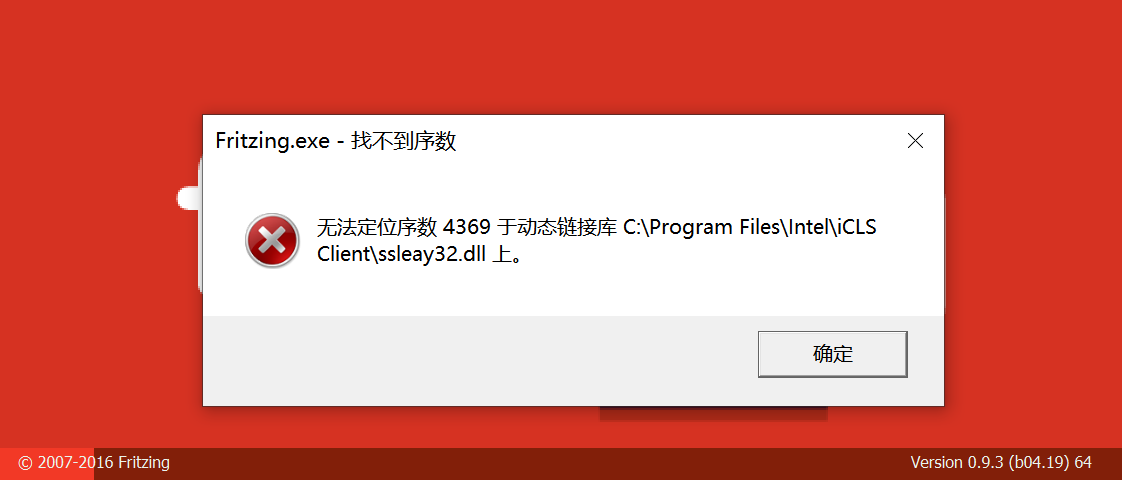 Fritzing.exe - 找不到序数
无法定位序数 4369 于动态链接库 C:\Program Files\Intel\iCLS
Client\ssleay32.dll 上。
确定
© 2007-2016 Fritzing
Version 0.9.3 (b04.19) 64